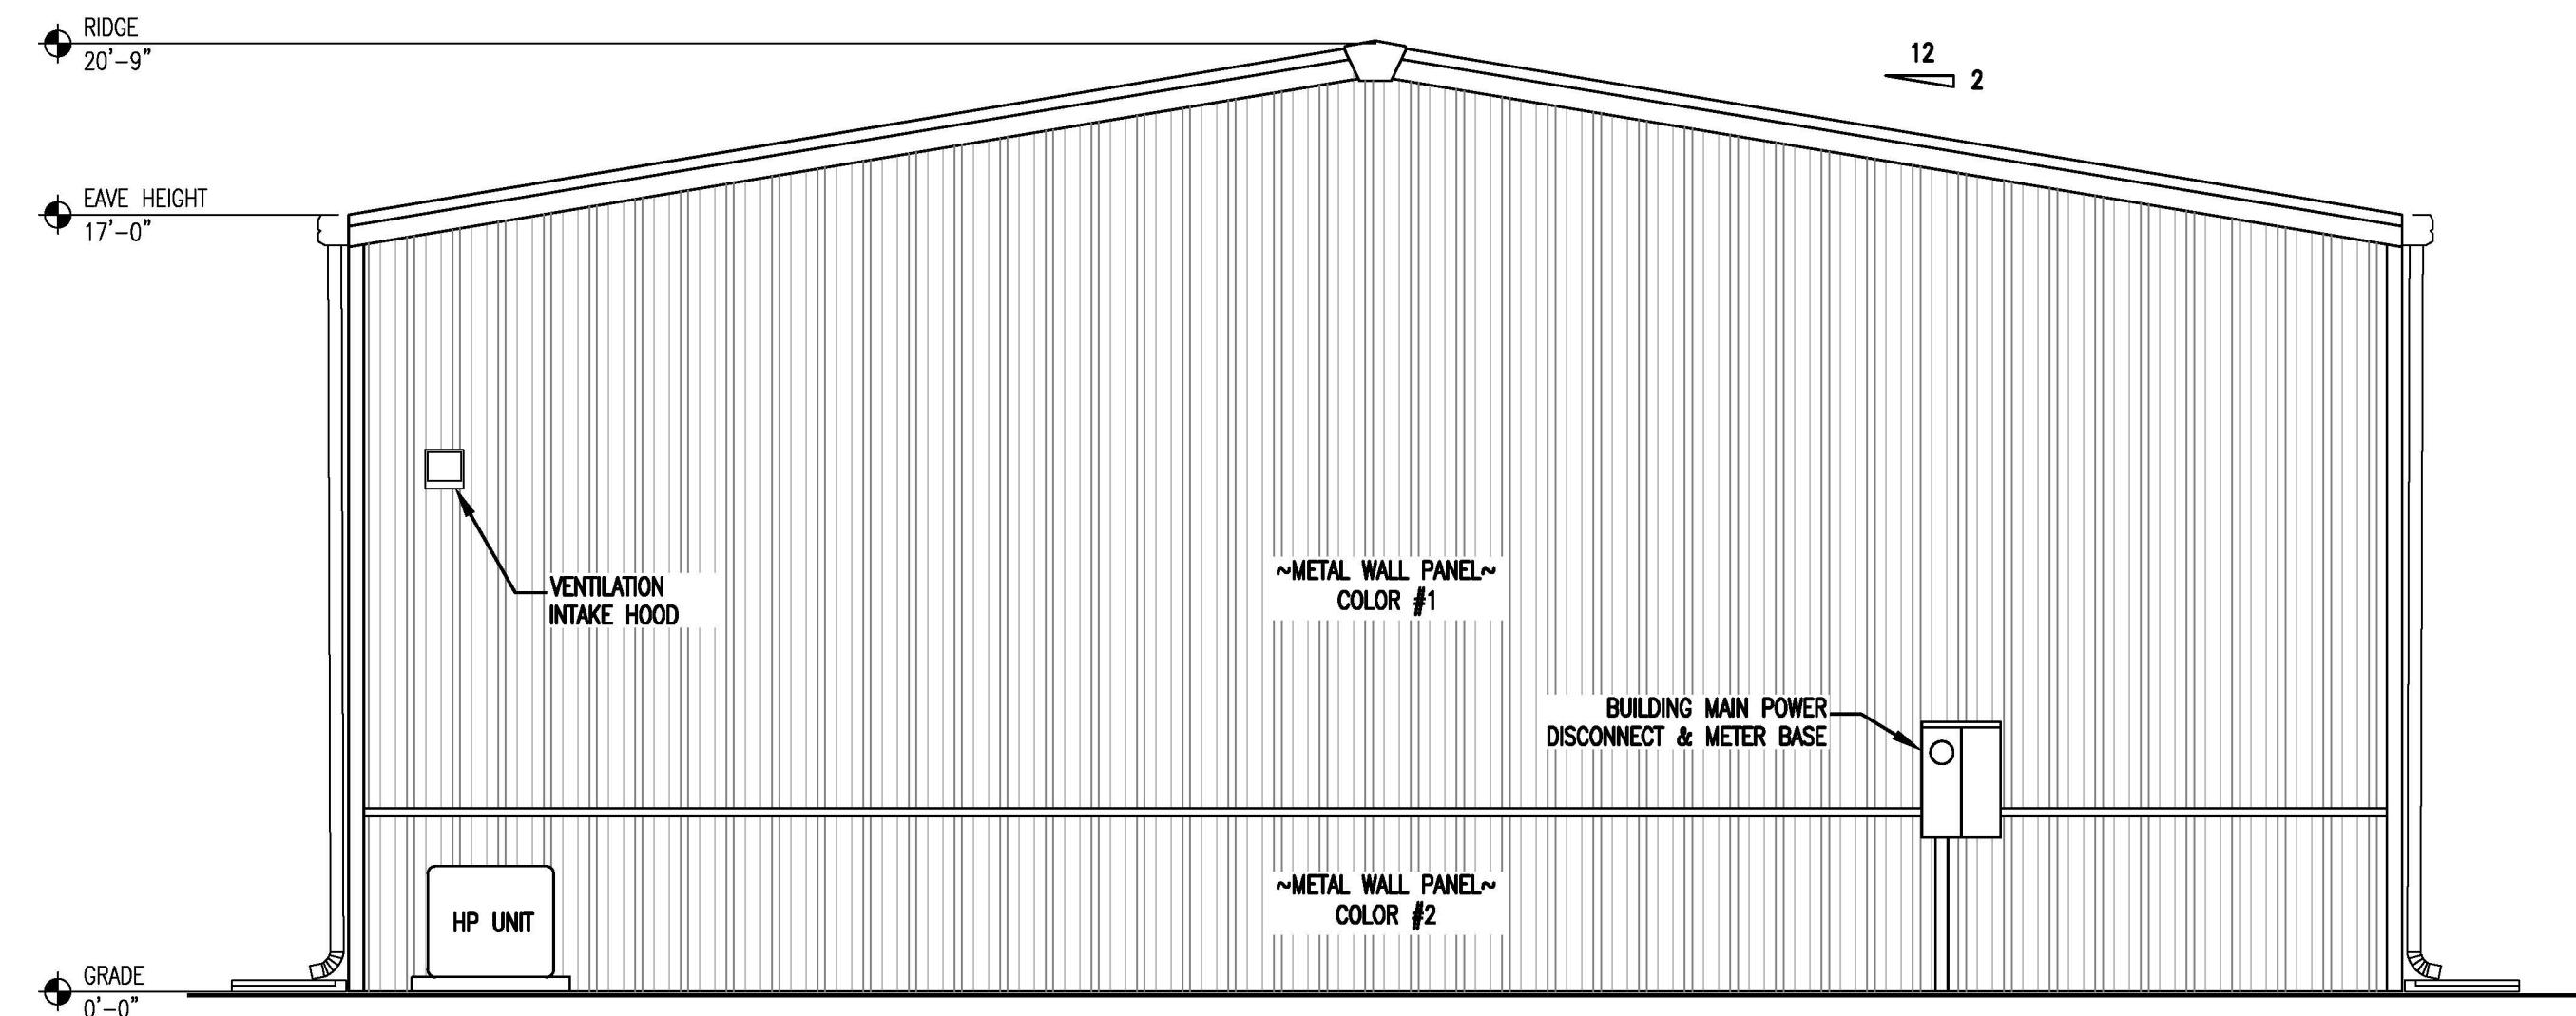 RIDGE
20'-9"
12
2
EAVE HEIGHT
17'-0"
VENTILATION
INTAKE HOOD
~METAL WALL PANEL~
COLOR #1
BUILDING MAIN POWER
DISCONNECT & METER BASE
~METAL WALL PANEL~
COLOR #2
HP UNIT
GRADE
0'-0"